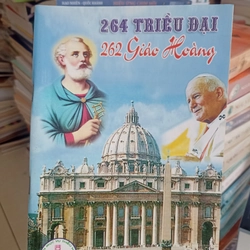 264 TRIỀU ĐẠI
262 Giáo Hoàng